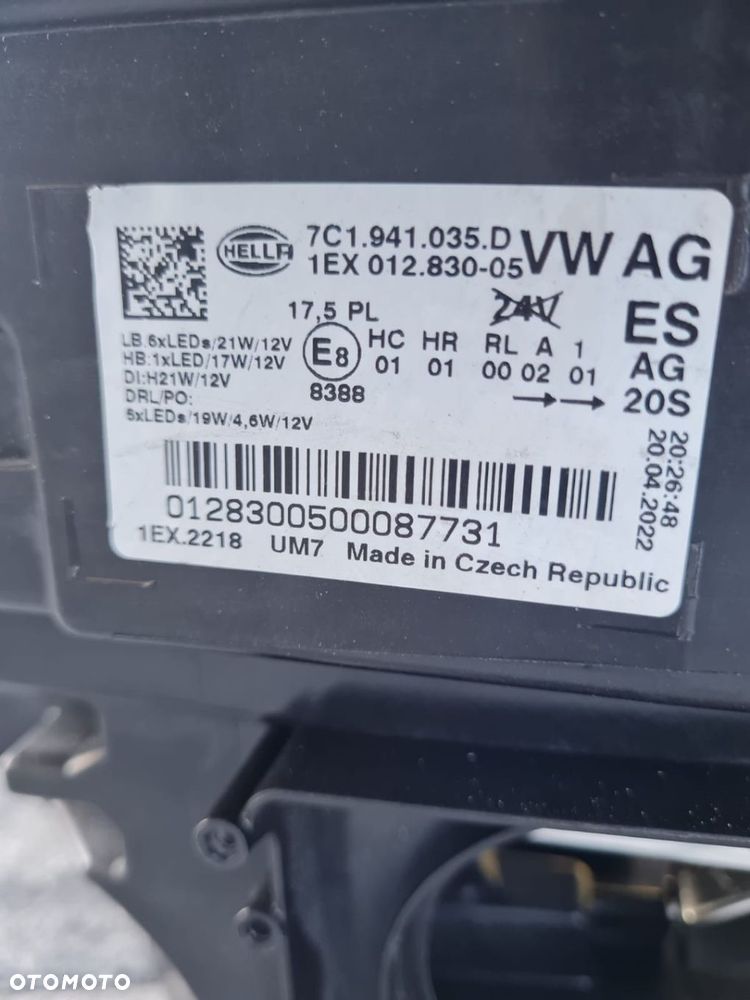 HELLA
7C1.941.035.D
1EX 012.830-05
VW AG
17,5 PL
24V
ES
LB.6xLEDs/21W/12V
HB:1xLED/17W/12V
DI:H21W/12V
DRL/PO:
6xLEDs/19W/4,6W/12V
E8
8388
HC HR RL A 1
01 01 00 02 01
AG
20S
20:26:48
20.04.2022
0128300500087731
1EX.2218 UM7 Made in Czech Republic
OTOMOTO